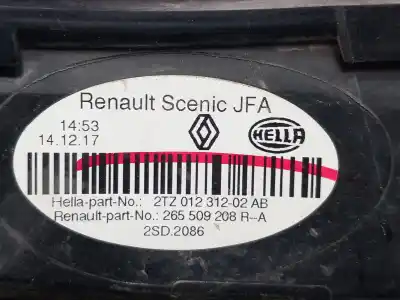 Renault Scenic JFA
14:53
14.12.17
HELLA
Hella-part-No.: 2TZ 012 312-02 AB
Renault-part-No.: 265 509 208 R--A
2SD.2086